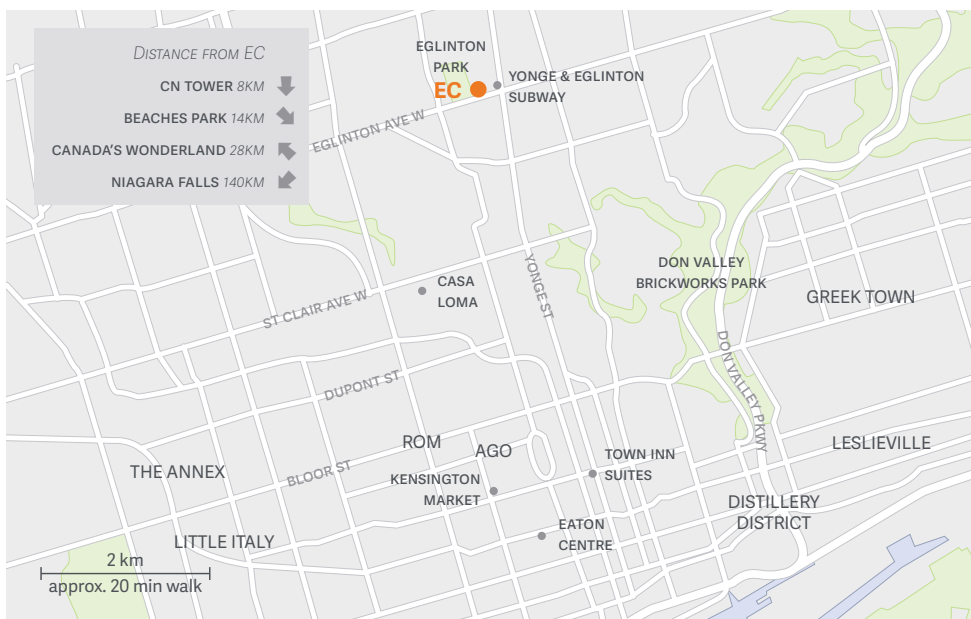 DISTANCE FROM EC
CN TOWER 8KM
BEACHES PARK 14KM
CANADA'S WONDERLAND 28KM
NIAGARA FALLS 140KM
EGLINTON
PARK
EC
YONGE & EGLINTON
SUBWAY
EGLINTON AVE W
DON VALLEY
BRICKWORKS PARK
CASA
LOMA
YONGE ST
GREEK TOWN
ST CLAIR AVE W
DUPONT ST
DON VALLEY PKWY
ROM
AGO
LESLIEVILLE
THE ANNEX
BLOOR ST
KENSINGTON
MARKET
TOWN INN
SUITES
DISTILLERY
DISTRICT
EATON
CENTRE
LITTLE ITALY
2 km
approx. 20 min walk